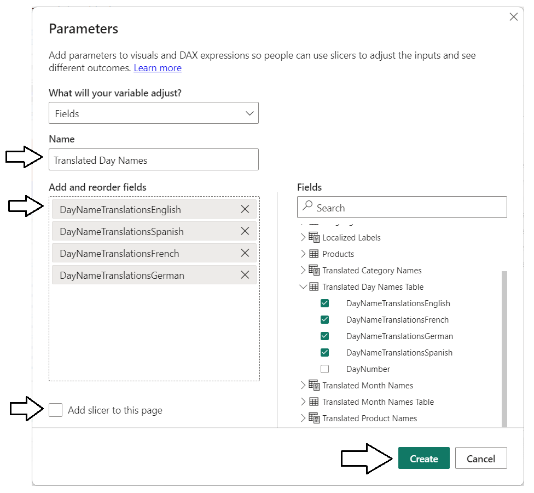 Parameters
Add parameters to visuals and DAX expressions so people can use slicers to adjust the inputs and see
different outcomes. Learn more
What will your variable adjust?
Fields
Name
Translated Day Names
Add and reorder fields
DayNameTranslationsEnglish
DayNameTranslationsSpanish
DayNameTranslationsFrench
DayNameTranslationsGerman
Add slicer to this page
Fields
Search
Localized Labels
Products
Translated Category Names
Translated Day Names Table
DayNameTranslationsEnglish
DayNameTranslationsFrench
DayNameTranslationsGerman
DayNameTranslationsSpanish
DayNumber
Translated Month Names
Translated Month Names Table
Translated Product Names
Create
Cancel